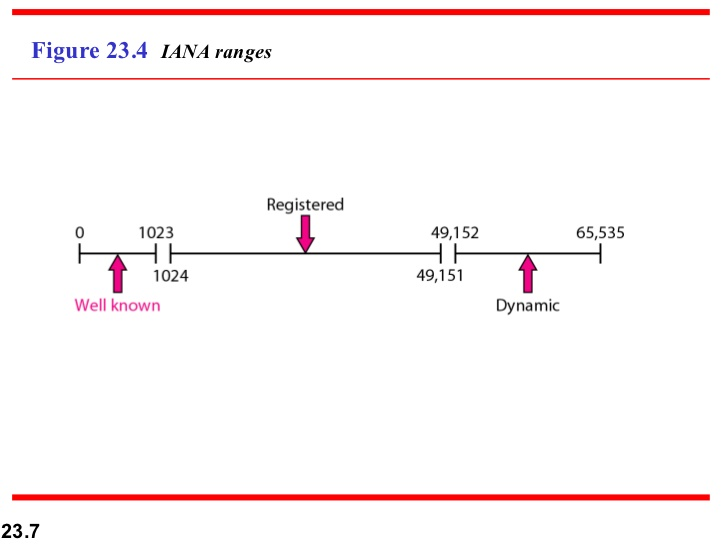 Figure 23.4 IANA ranges
Registered
0 1023 49,152 65,535
1024 49,151
Well known Dynamic
23.7